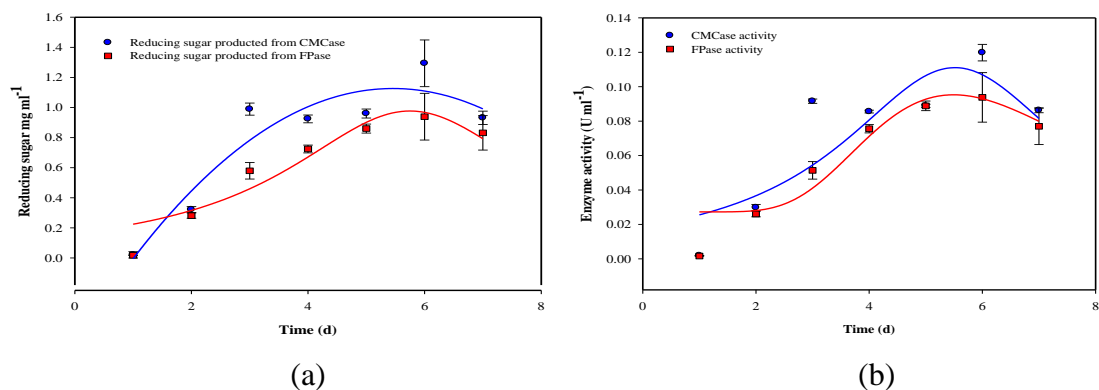 Reducing sugar mg ml-1
1.6
1.4
1.2
1.0
0.8
0.6
0.4
0.2
0.0
Reducing sugar producted from CMCase
Reducing sugar producted from FPase
0 2 4 6 8
Time (d)
(a)
Enzyme activity (U ml-1)
0.14
0.12
0.10
0.08
0.06
0.04
0.02
0.00
CMCase activity
FPase activity
0 2 4 6 8
Time (d)
(b)